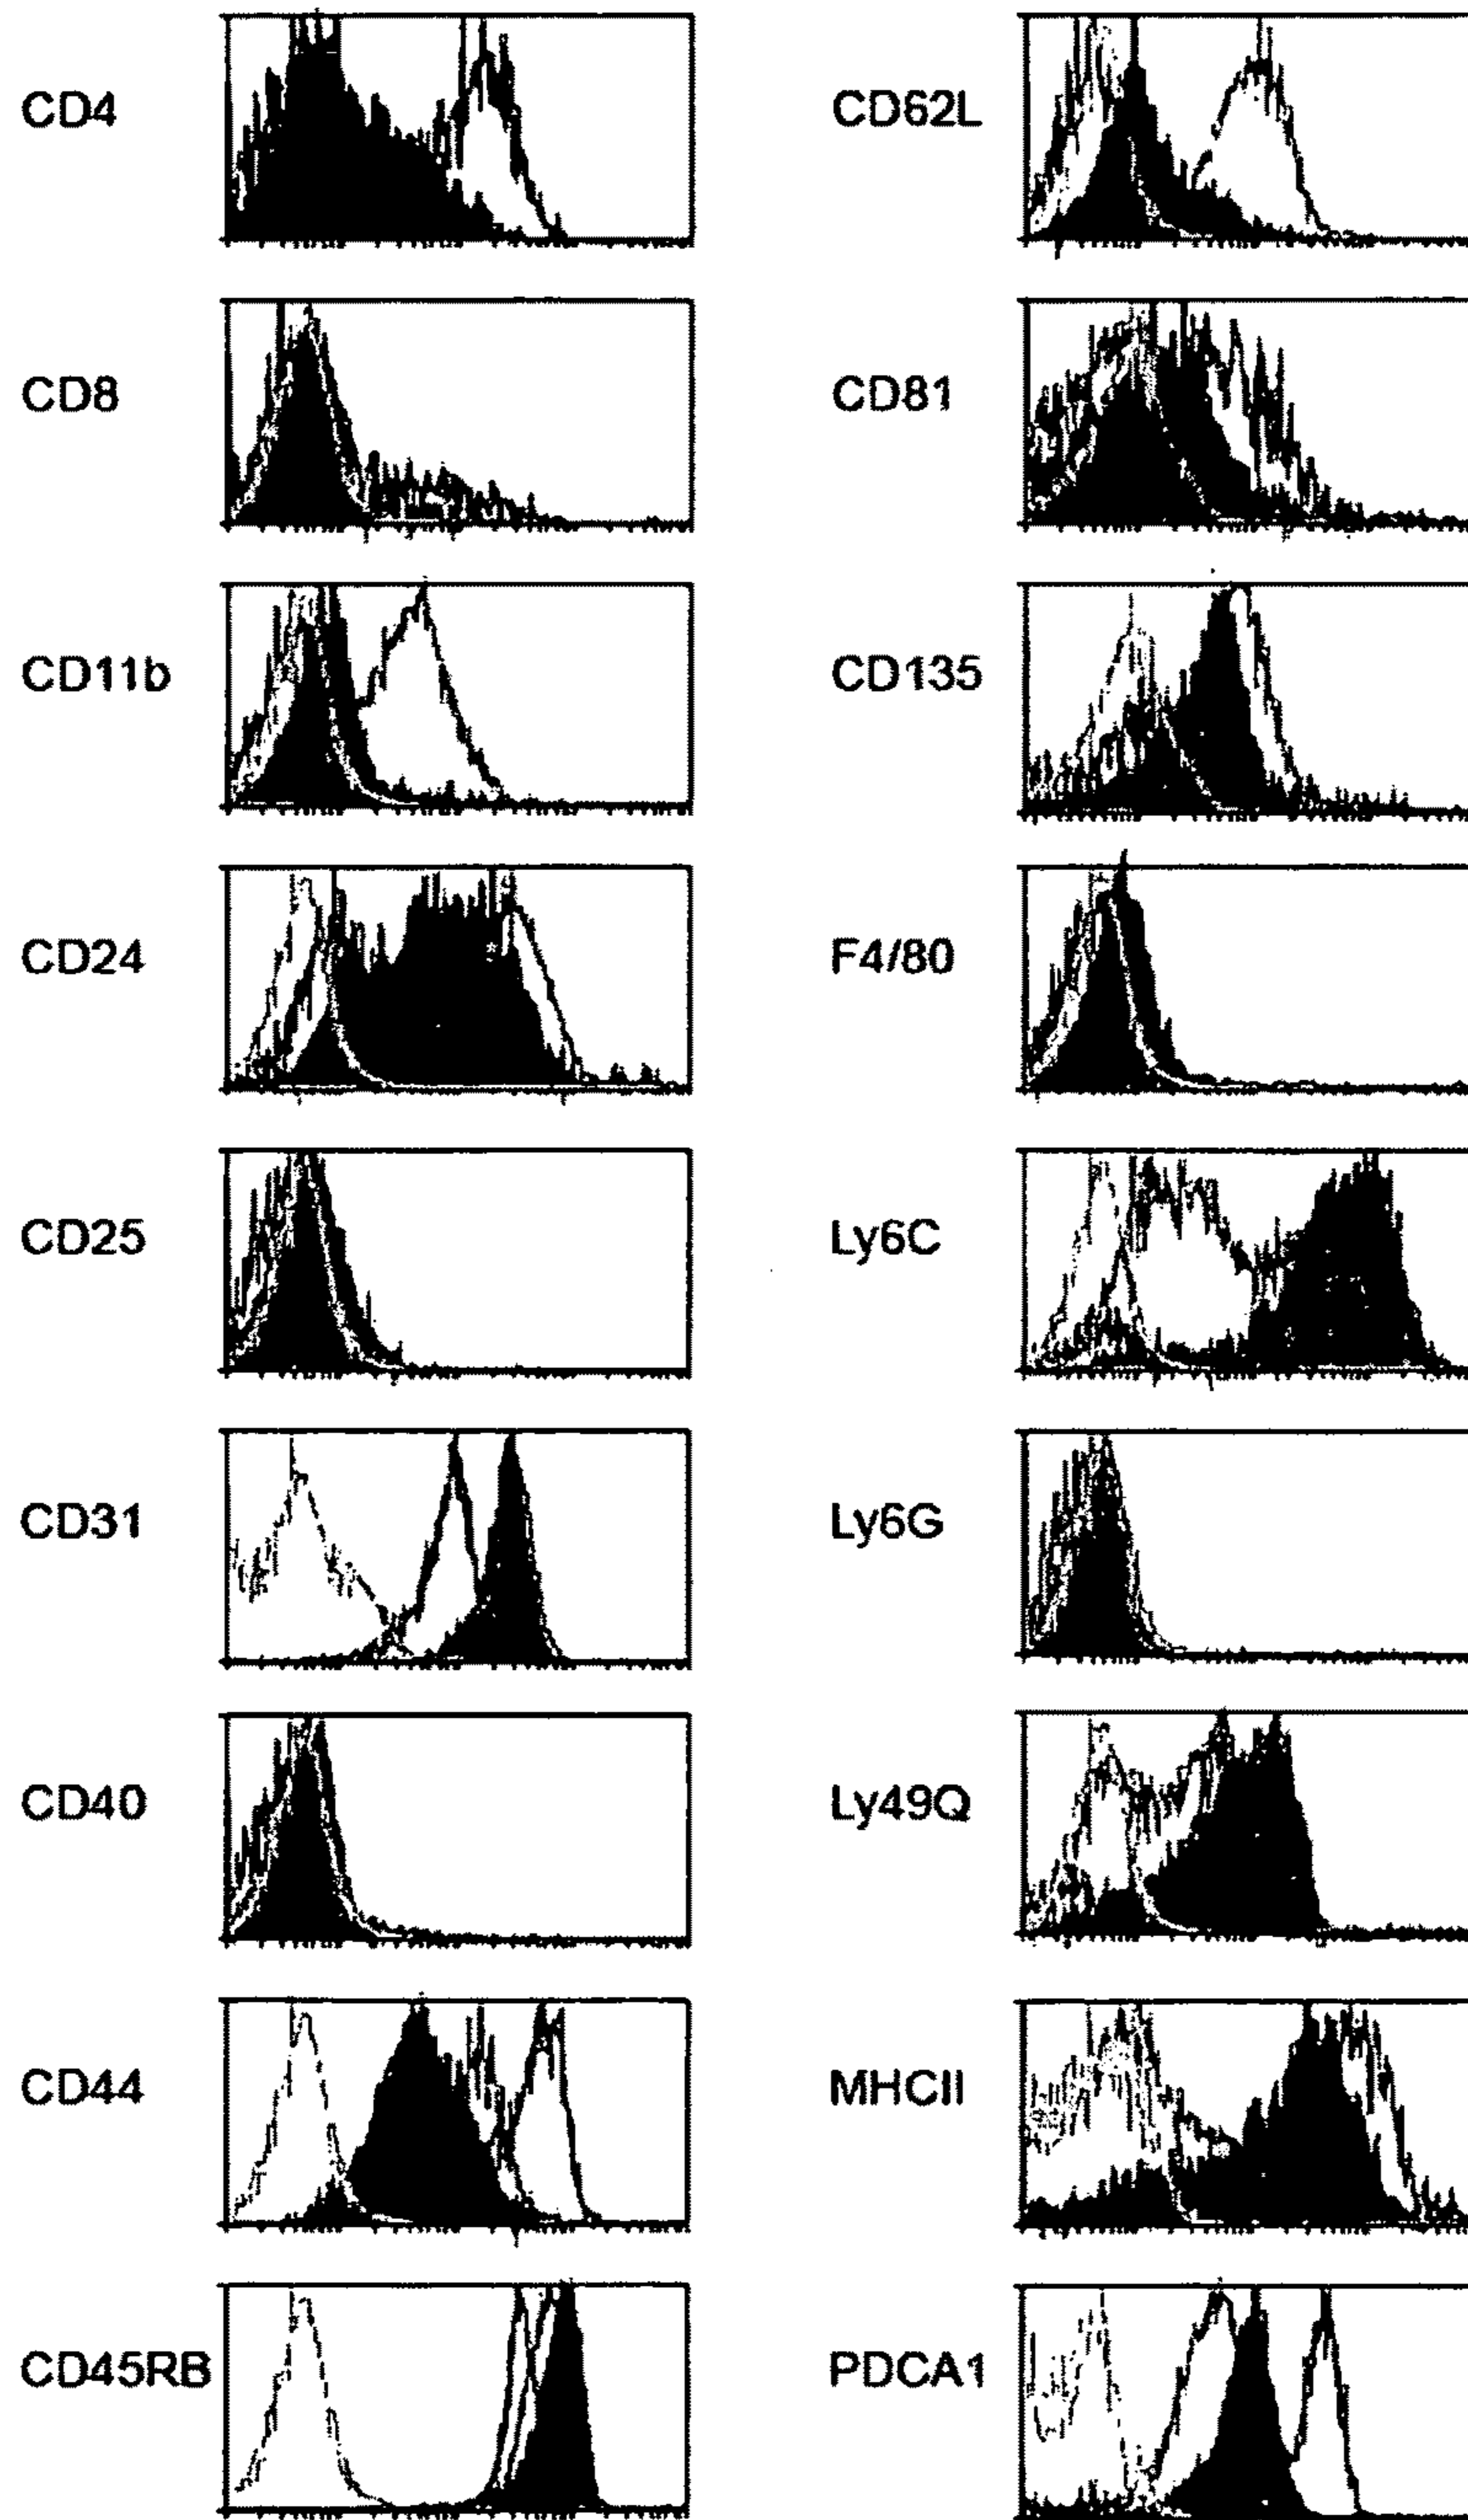 CD4
CD8
CD11b
CD24
CD25
CD31
CD40
CD44
CD45RB
CD62L
CD81
CD135
F4/80
Ly6C
Ly6G
Ly49Q
MHCII
PDCA1